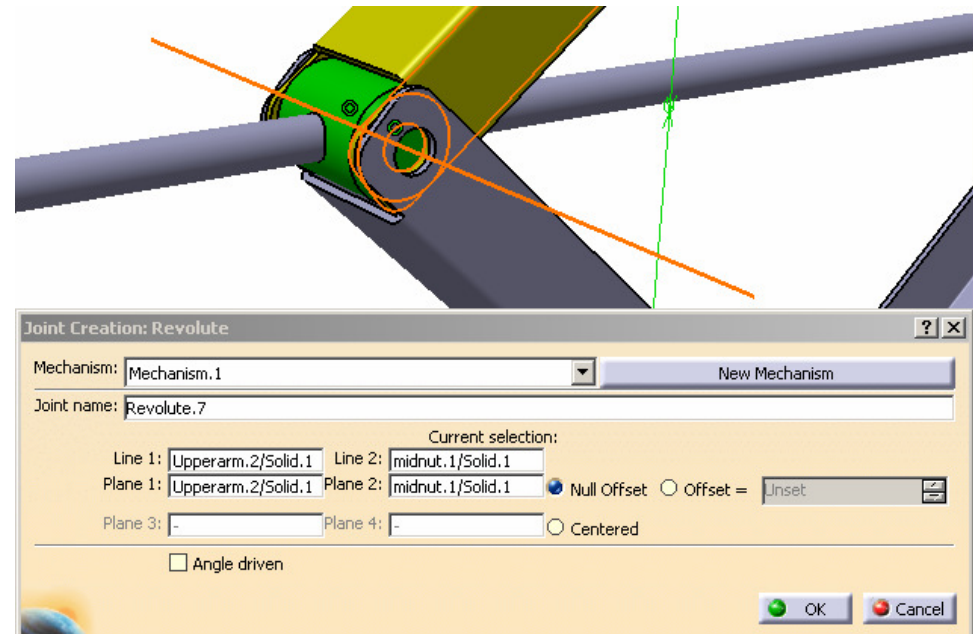 Joint Creation: Revolute ? X
Mechanism: Mechanism.1 New Mechanism
Joint name: Revolute.7
Current selection:
Line 1: Upperarm.2/Solid.1 Line 2: midnut.1/Solid.1
Plane 1: Upperarm.2/Solid.1 Plane 2: midnut.1/Solid.1 Null Offset Offset = Unset
Plane 3: - Plane 4: - Centered
Angle driven
OK Cancel